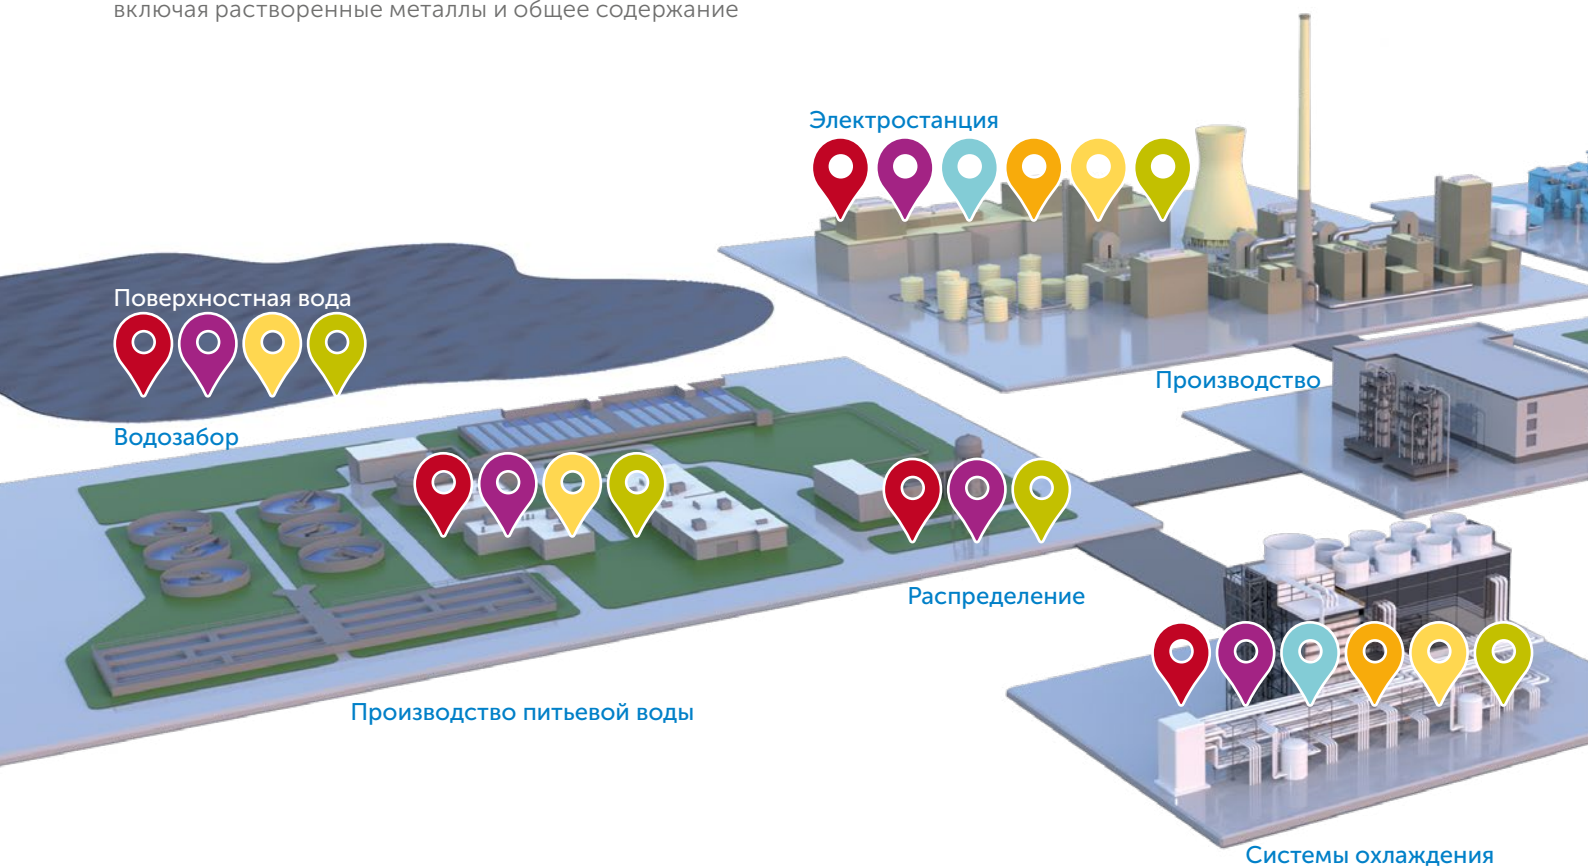 включая растворенные металлы и общее содержание
Электростанция
Поверхностная вода
Производство
Водозабор
Распределение
Производство питьевой воды
Системы охлаждения